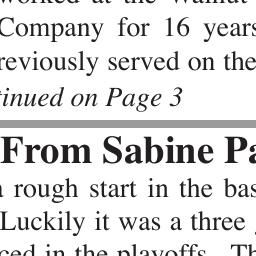 worked at the Walnut
Company for 16 years
reviously served on the
tinued on Page 3
From Sabine Pa
a rough start in the bas
Luckily it was a three
ced in the playoffs. Th